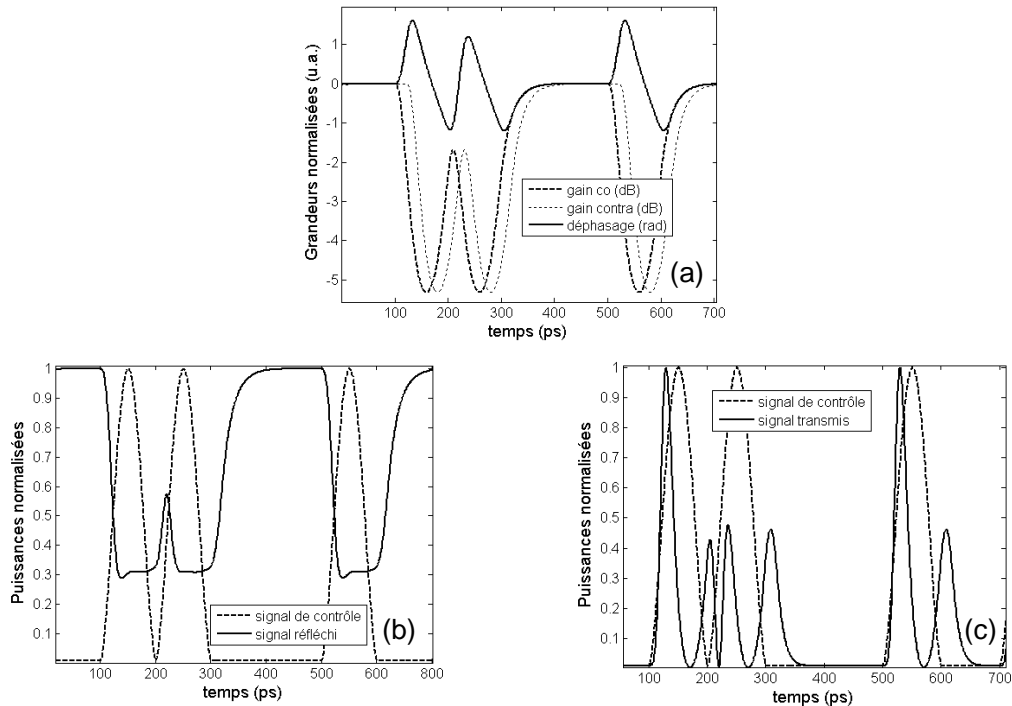 Grandeurs normalisées (u.a.)
1
0
-1
-2
-3
-4
-5
gain co (dB)
gain contra (dB)
déphasage (rad)
(a)
100 200 300 400 500 600 700
temps (ps)
Puissances normalisées
1
0.9
0.8
0.7
0.6
0.5
0.4
0.3
0.2
0.1
signal de contrôle
signal réfléchi
(b)
100 200 300 400 500 600 700 800
temps (ps)
Puissances normalisées
1
0.9
0.8
0.7
0.6
0.5
0.4
0.3
0.2
0.1
signal de contrôle
signal transmis
(c)
100 200 300 400 500 600 700
temps (ps)